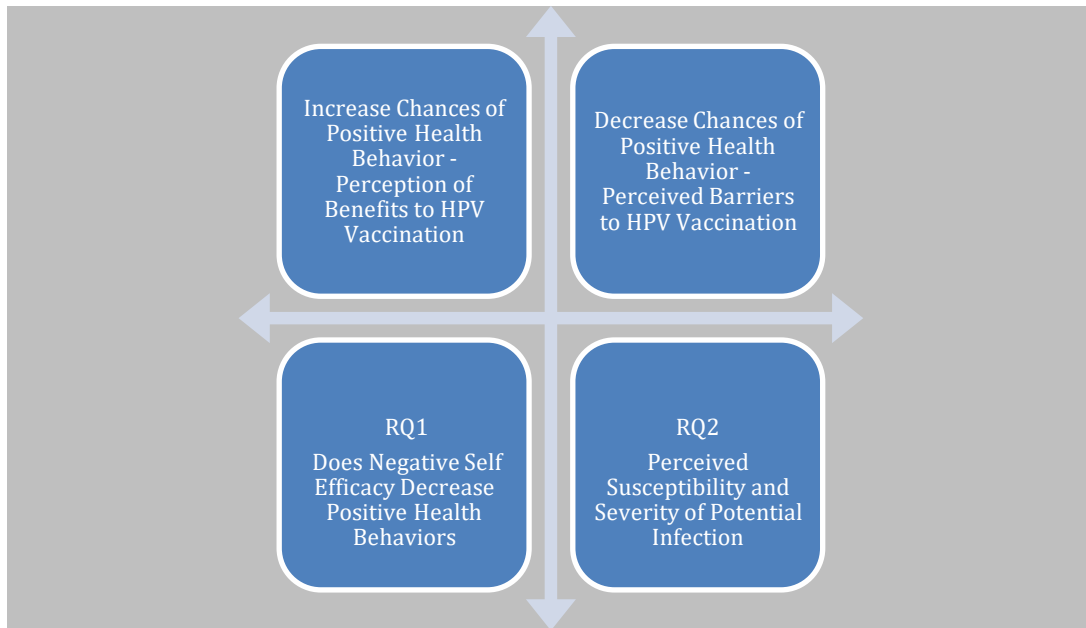 Increase Chances of
Positive Health
Behavior -
Perception of
Benefits to HPV
Vaccination
Decrease Chances of
Positive Health
Behavior -
Perceived Barriers
to HPV Vaccination
RQ1
Does Negative Self
Efficacy Decrease
Positive Health
Behaviors
RQ2
Perceived
Susceptibility and
Severity of Potential
Infection